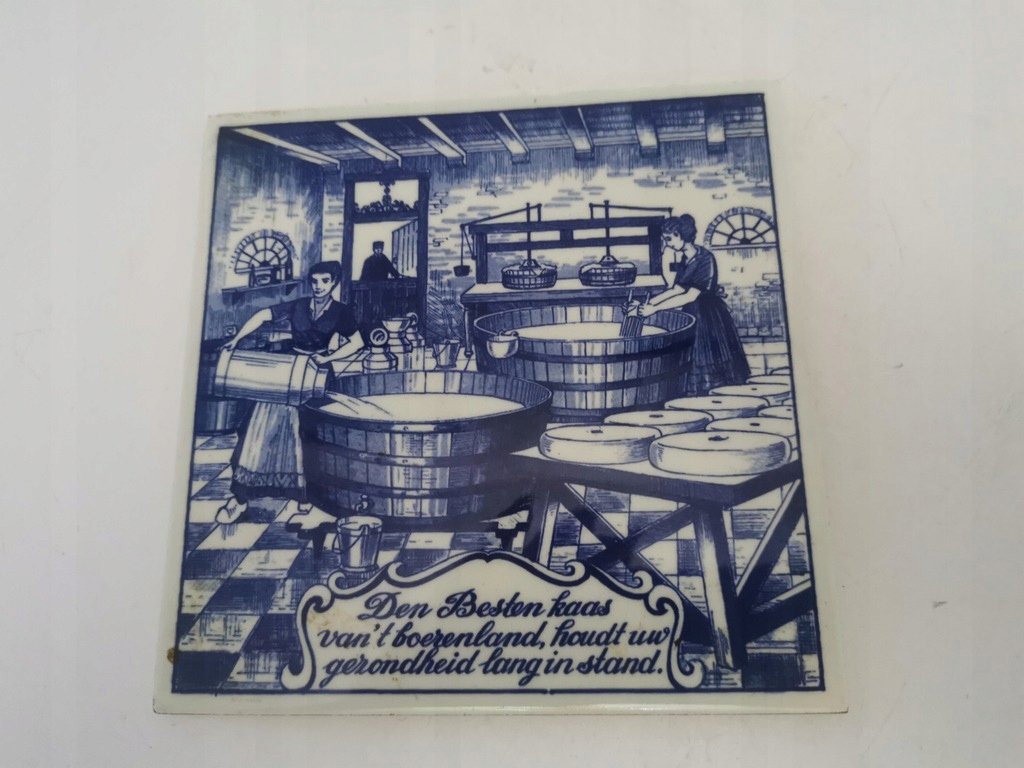 Den Besten kaas
van't boerenland, houdt uw
gezondheid lang in stand.